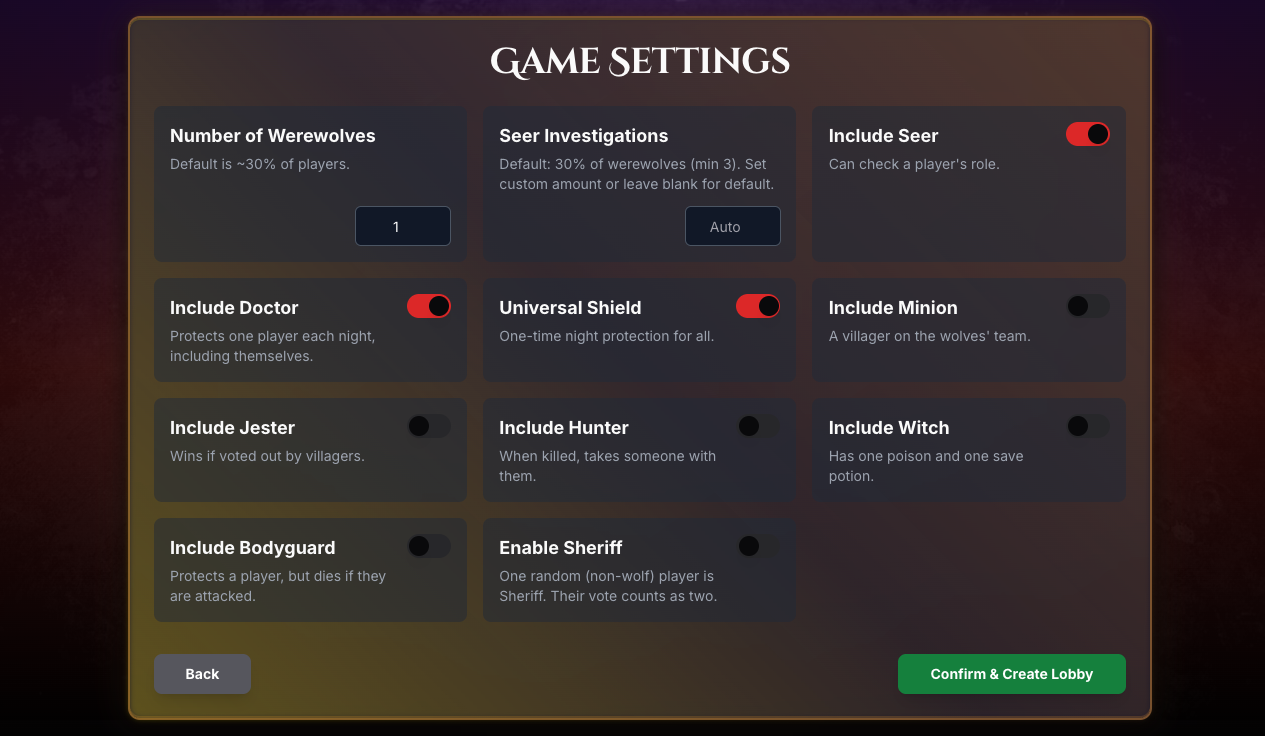 Game Settings
Number of Werewolves
Default is ~30% of players.
1
Seer Investigations
Default: 30% of werewolves (min 3). Set
custom amount or leave blank for default.
Auto
Include Seer
Can check a player's role.
Include Doctor
Protects one player each night,
including themselves.
Universal Shield
One-time night protection for all.
Include Minion
A villager on the wolves' team.
Include Jester
Wins if voted out by villagers.
Include Hunter
When killed, takes someone with
them.
Include Witch
Has one poison and one save
potion.
Include Bodyguard
Protects a player, but dies if they
are attacked.
Enable Sheriff
One random (non-wolf) player is
Sheriff. Their vote counts as two.
Back
Confirm & Create Lobby